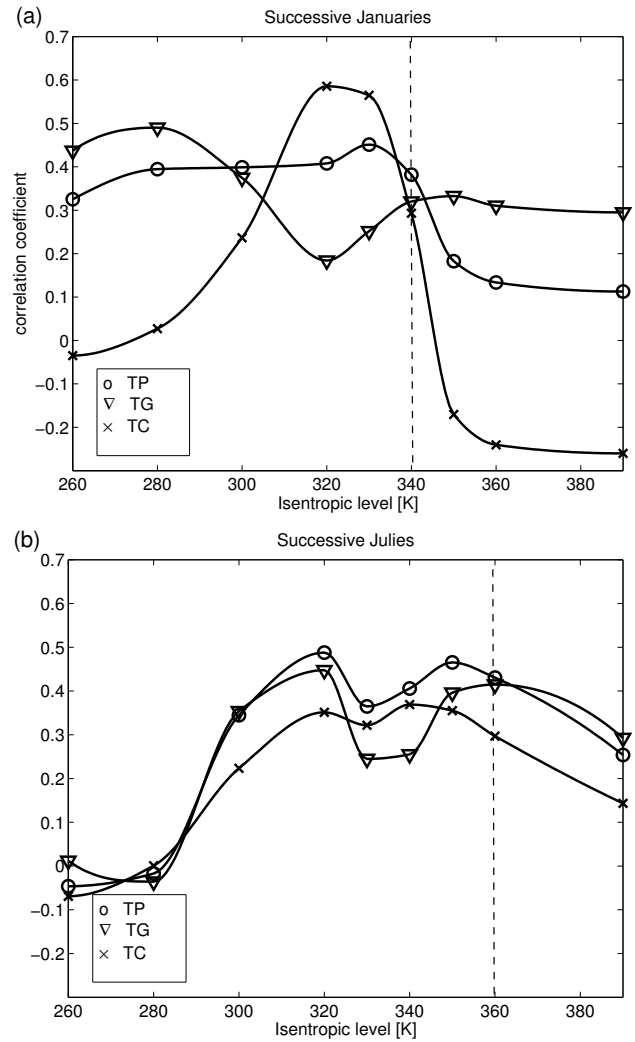 (a)
Successive Januaries
correlation coefficient
0.7
0.6
0.5
0.4
0.3
0.2
0.1
0
−0.1
−0.2
TP
TG
TC
260 280 300 320 340 360 380
Isentropic level [K]
(b)
Successive Julies
0.7
0.6
0.5
0.4
0.3
0.2
0.1
0
−0.1
−0.2
TP
TG
TC
260 280 300 320 340 360 380
Isentropic level [K]